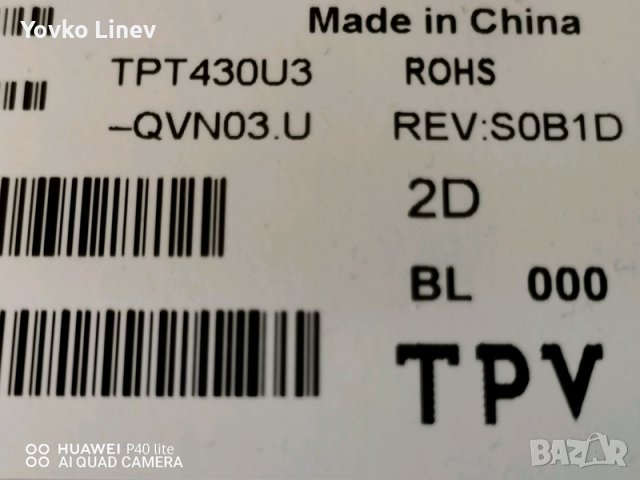 Yovko Linev
Made in China
TPT430U3 ROHS
-QVN03.U REV:S0B1D
2D
BL 000
TPV
HUAWEI P40 lite
AI QUAD CAMERA
BAZAR